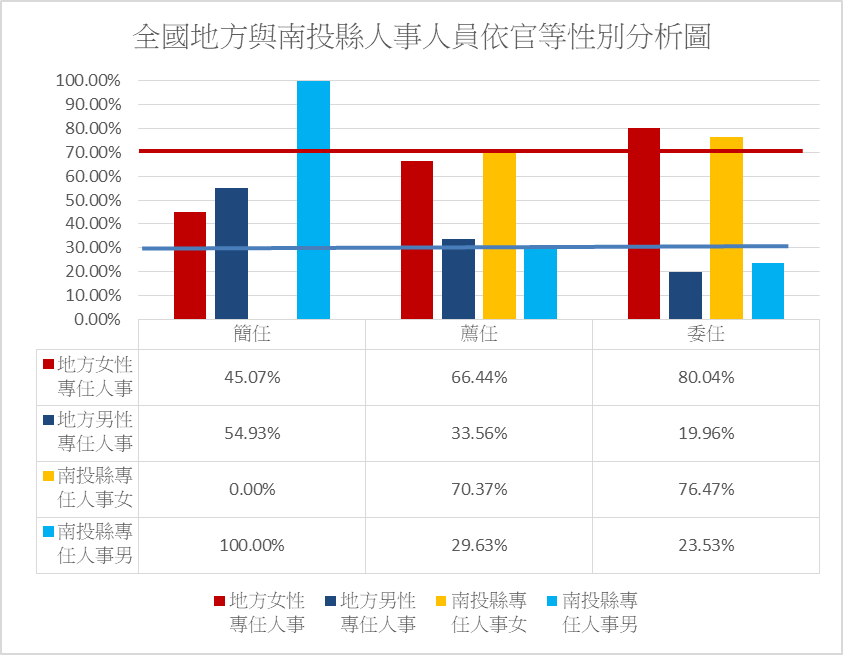 全國地方與南投縣人事人員依官等性別分析圖
100.00%
90.00%
80.00%
70.00%
60.00%
50.00%
40.00%
30.00%
20.00%
10.00%
0.00%
簡任 薦任 委任
地方女性
專任人事 45.07% 66.44% 80.04%
地方男性
專任人事 54.93% 33.56% 19.96%
南投縣專
任人事女 0.00% 70.37% 76.47%
南投縣專
任人事男 100.00% 29.63% 23.53%
地方女性 地方男性 南投縣專 南投縣專
專任人事 專任人事 任人事女 任人事男